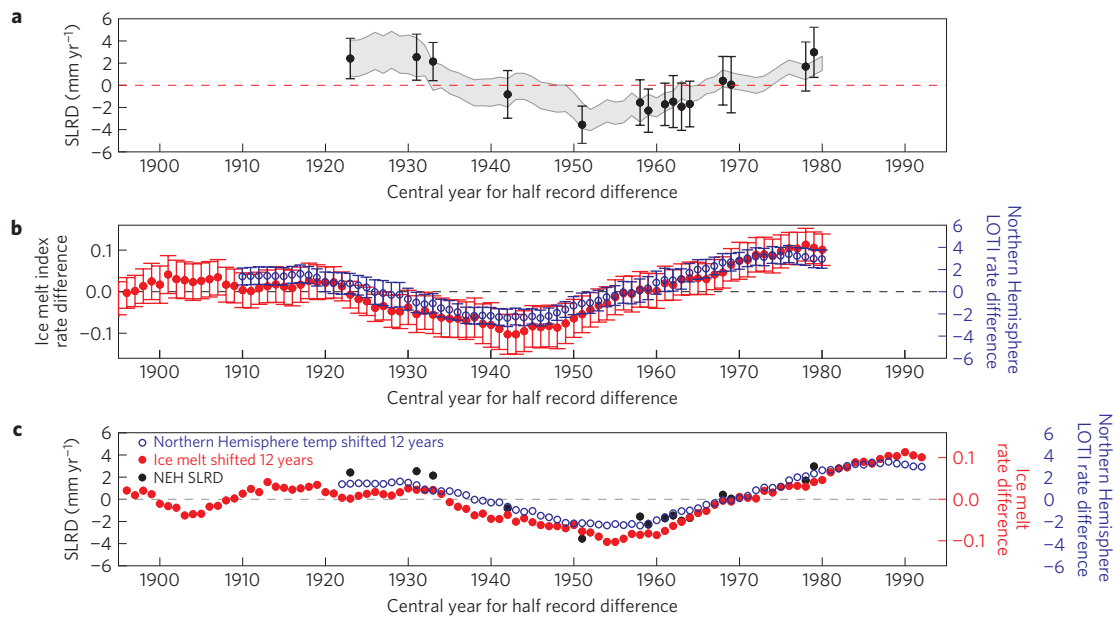 a
SLRD (mm yr−1)
6
4
2
0
−2
−4
−6
1900 1910 1920 1930 1940 1950 1960 1970 1980 1990
Central year for half record difference
b
Ice melt index
rate difference
0.1
0.0
−0.1
6
4
2
0
−2
−4
−6
Northern Hemisphere
LOTI rate difference
1900 1910 1920 1930 1940 1950 1960 1970 1980 1990
Central year for half record difference
c
SLRD (mm yr−1)
6
4
2
0
−2
−4
−6
Northern Hemisphere temp shifted 12 years
Ice melt shifted 12 years
NEH SLRD
0.1
0.0
−0.1
Ice melt
rate difference
6
4
2
0
−2
−4
−6
Northern Hemisphere
LOTI rate difference
1900 1910 1920 1930 1940 1950 1960 1970 1980 1990
Central year for half record difference